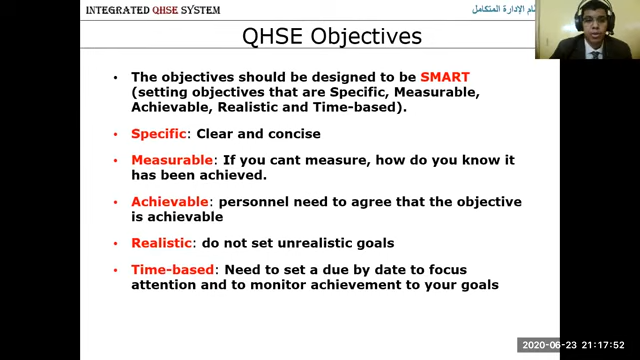 INTEGRATED QHSE SYSTEM
ام الإدارة المتكامل
QHSE Objectives
• The objectives should be designed to be SMART
(setting objectives that are Specific, Measurable,
Achievable, Realistic and Time-based).
• Specific: Clear and concise
• Measurable: If you cant measure, how do you know it
has been achieved.
• Achievable: personnel need to agree that the objective
is achievable
• Realistic: do not set unrealistic goals
• Time-based: Need to set a due by date to focus
attention and to monitor achievement to your goals
2020-06-23 21:17:52